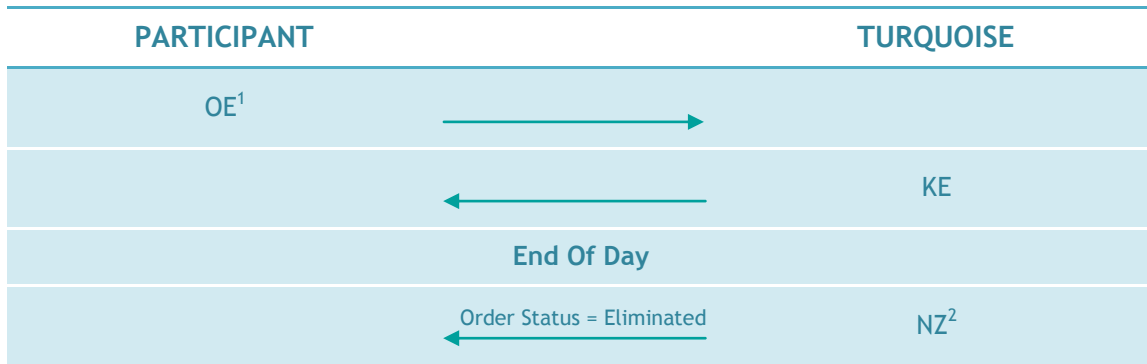 PARTICIPANT TURQUOISE
OE¹
KE
End Of Day
Order Status = Eliminated NZ²